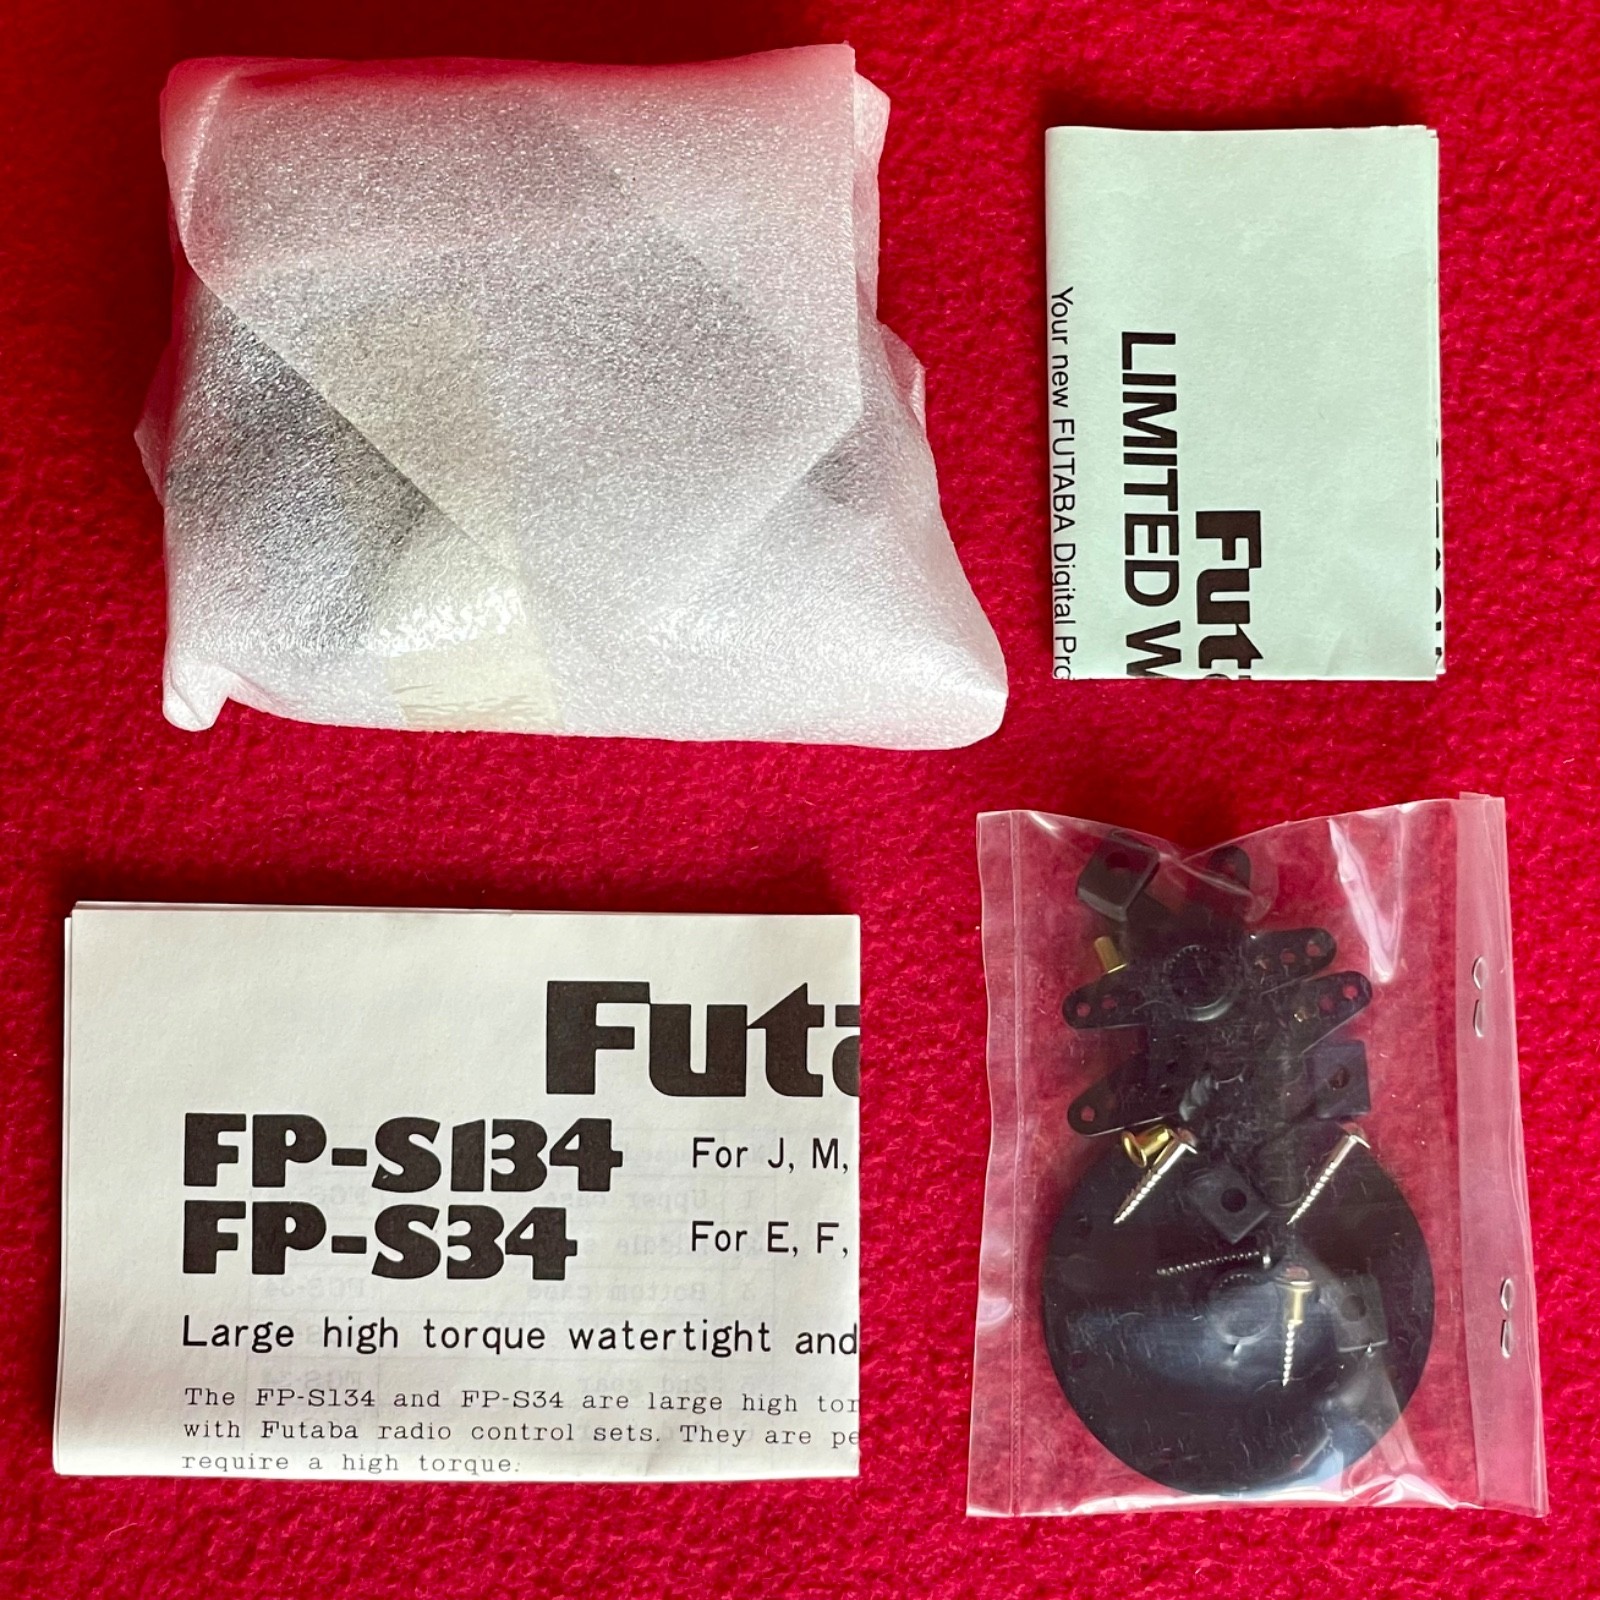 Futa
LIMITED W
Your new FUTABA Digital Pro
Futa
FP-S134 For J, M,
FP-S34 For E, F,
Large high torque watertight and
The FP-S134 and FP-S34 are large high tor
with Futaba radio control sets. They are pe
require a high torque.